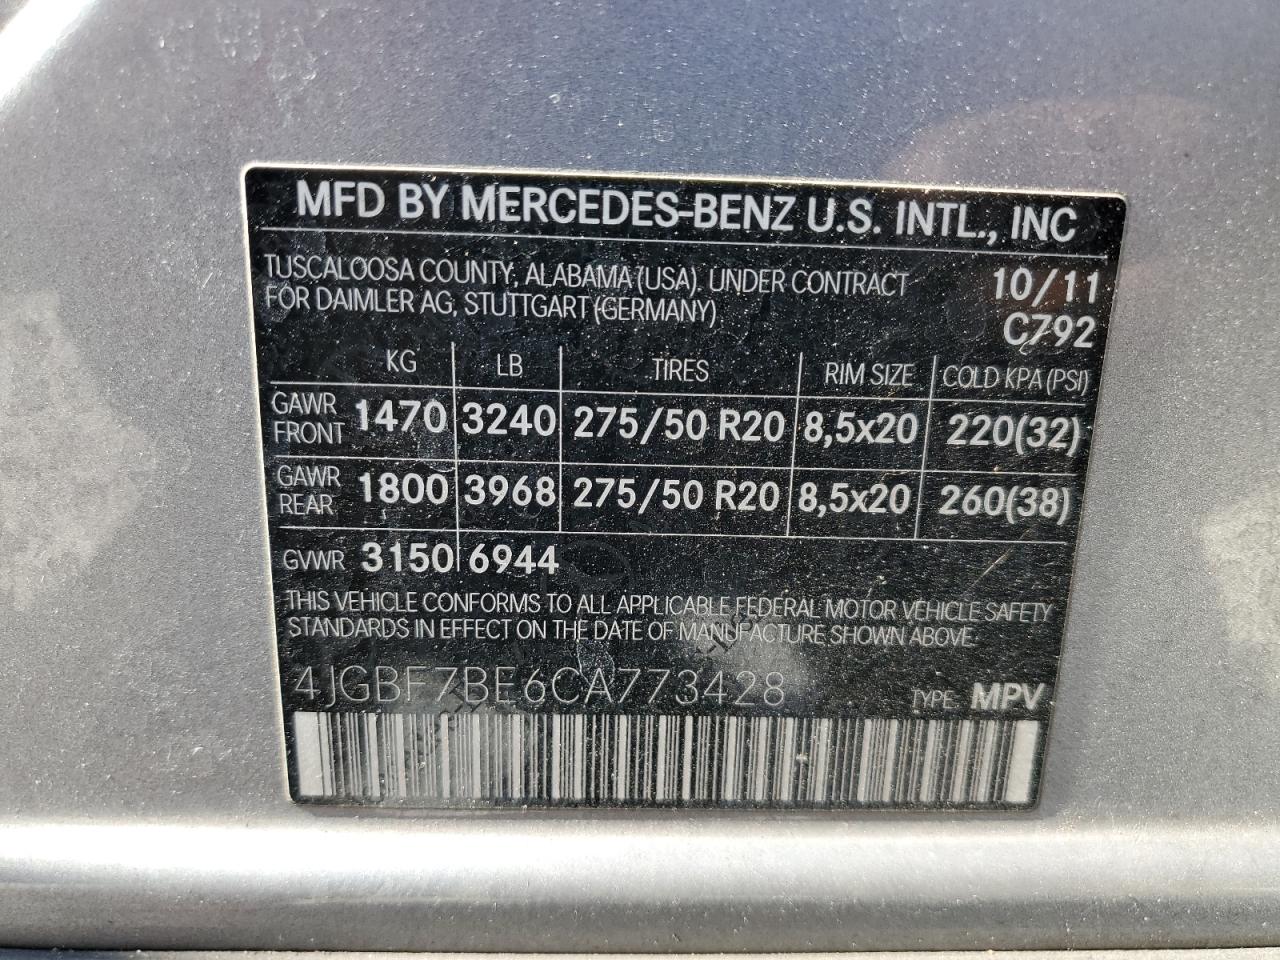 MFD BY MERCEDES-BENZ U.S. INTL., INC
TUSCALOOSA COUNTY, ALABAMA (USA). UNDER CONTRACT 10/11
FOR DAIMLER AG, STUTTGART (GERMANY) C792
KG LB TIRES RIM SIZE COLD KPA (PSI)
GAWR FRONT 1470 3240 275/50 R20 8,5x20 220(32)
GAWR REAR 1800 3968 275/50 R20 8,5x20 260(38)
GVWR 3150 6944
THIS VEHICLE CONFORMS TO ALL APPLICABLE FEDERAL MOTOR VEHICLE SAFETY
STANDARDS IN EFFECT ON THE DATE OF MANUFACTURE SHOWN ABOVE.
4JGBF7BE6CA773428 TYPE: MPV